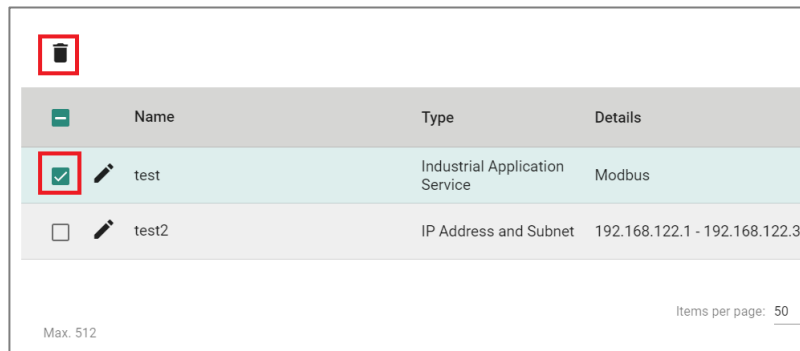 Name Type Details
test Industrial Application Service Modbus
test2 IP Address and Subnet 192.168.122.1 - 192.168.122.3
Items per page: 50
Max. 512